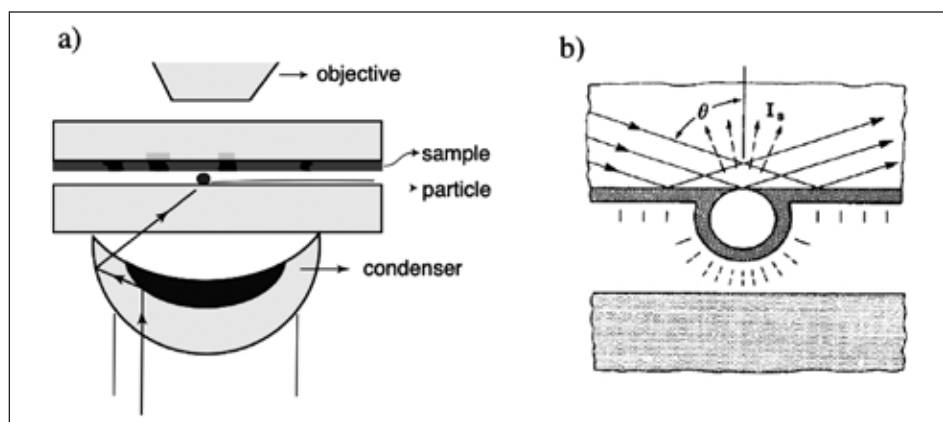 a)
objective
sample
particle
condenser
b)
θ
Is